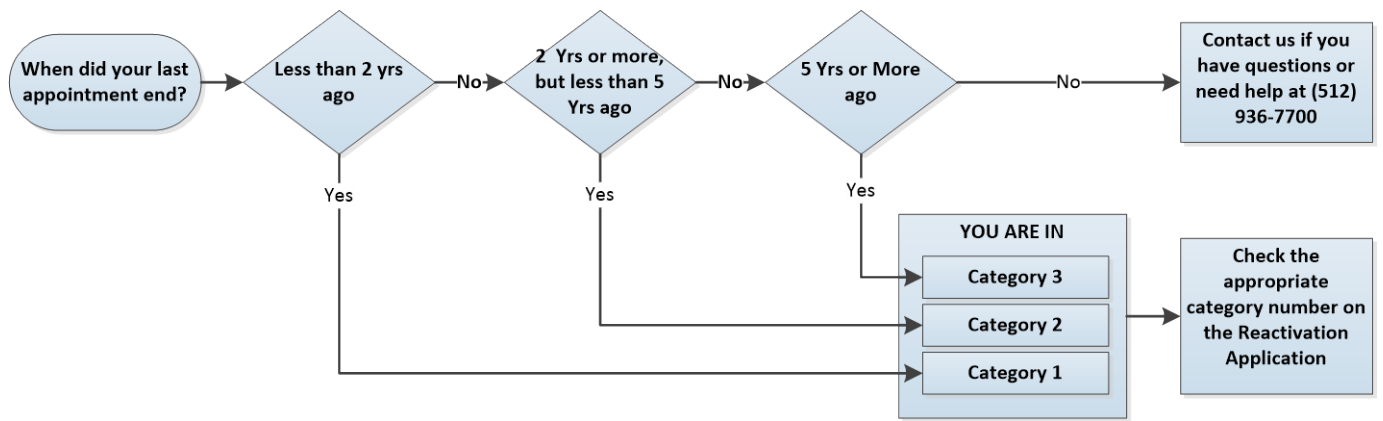 When did your last
appointment end?
Less than 2 yrs
ago
No
2 Yrs or more,
but less than 5
Yrs ago
No
5 Yrs or More
ago
No
Contact us if you
have questions or
need help at (512)
936-7700
Yes
Yes
Yes
YOU ARE IN
Category 3
Category 2
Category 1
Check the
appropriate
category number on
the Reactivation
Application